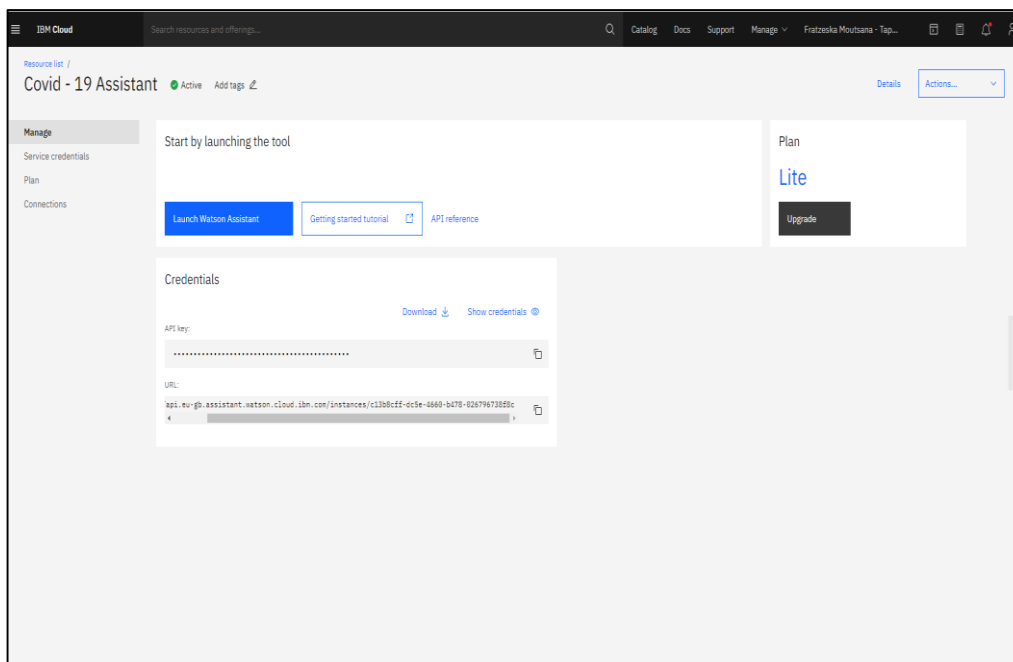 IBM Cloud Search resources and offerings... Catalog Docs Support Manage Fratzeska Moutsana - Tap...
Resource list /
Covid - 19 Assistant Active Add tags Details Actions...
Manage
Service credentials
Plan
Connections
Start by launching the tool
Launch Watson Assistant Getting started tutorial API reference
Plan
Lite
Upgrade
Credentials
Download Show credentials
API key:
............................................
URL:
api.eu-gb.assistant.watson.cloud.ibm.com/instances/c13b8cff-dc5e-4660-b478-026796738f8c